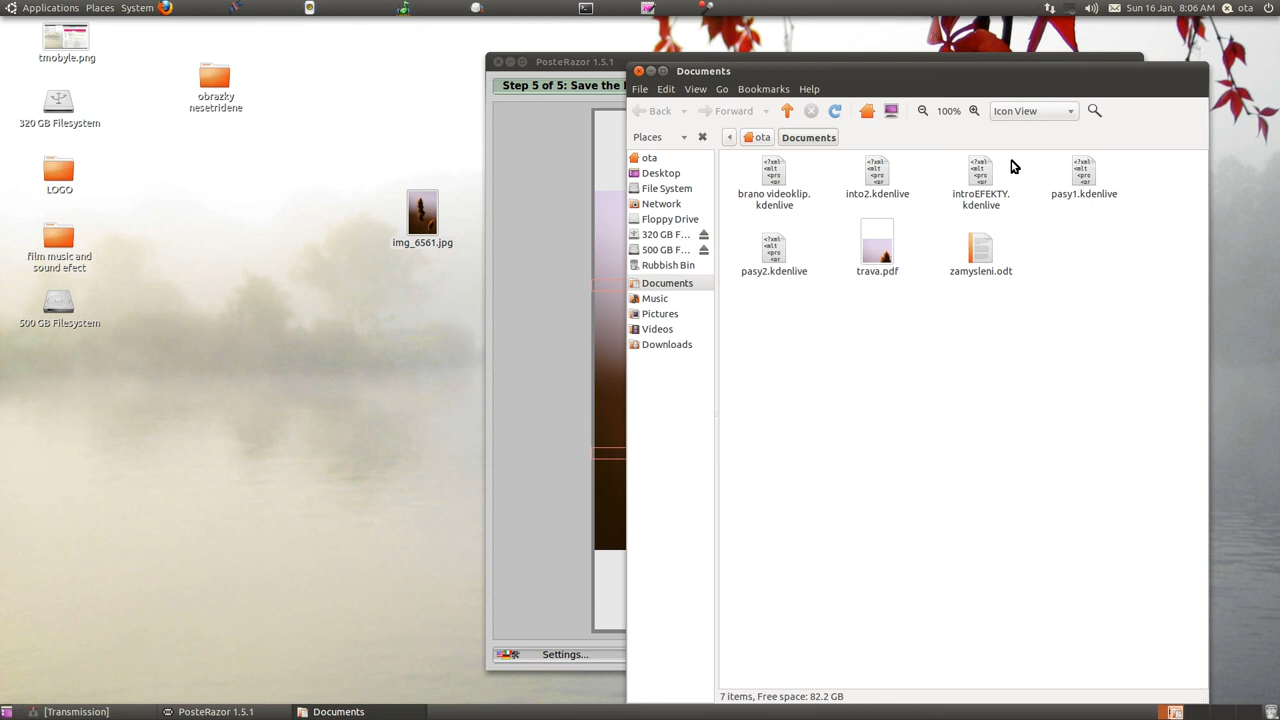 Applications Places System
Sun 16 Jan, 8:06 AM ota
tmobyle.png
obrazky
nesetridene
320 GB Filesystem
LOGO
img_6561.jpg
film music and
sound efect
500 GB Filesystem
PosteRazor 1.5.1
Step 5 of 5: Save the
Settings...
Documents
File Edit View Go Bookmarks Help
Back Forward 100% Icon View
Places ota Documents
ota
Desktop
File System
Network
Floppy Drive
320 GB F...
500 GB F...
Rubbish Bin
Documents
Music
Pictures
Videos
Downloads
brano videoklip.
kdenlive
into2.kdenlive
introEFEKTY.
kdenlive
pasy1.kdenlive
pasy2.kdenlive
trava.pdf
zamysleni.odt
7 items, Free space: 82.2 GB
[Transmission] PosteRazor 1.5.1 Documents